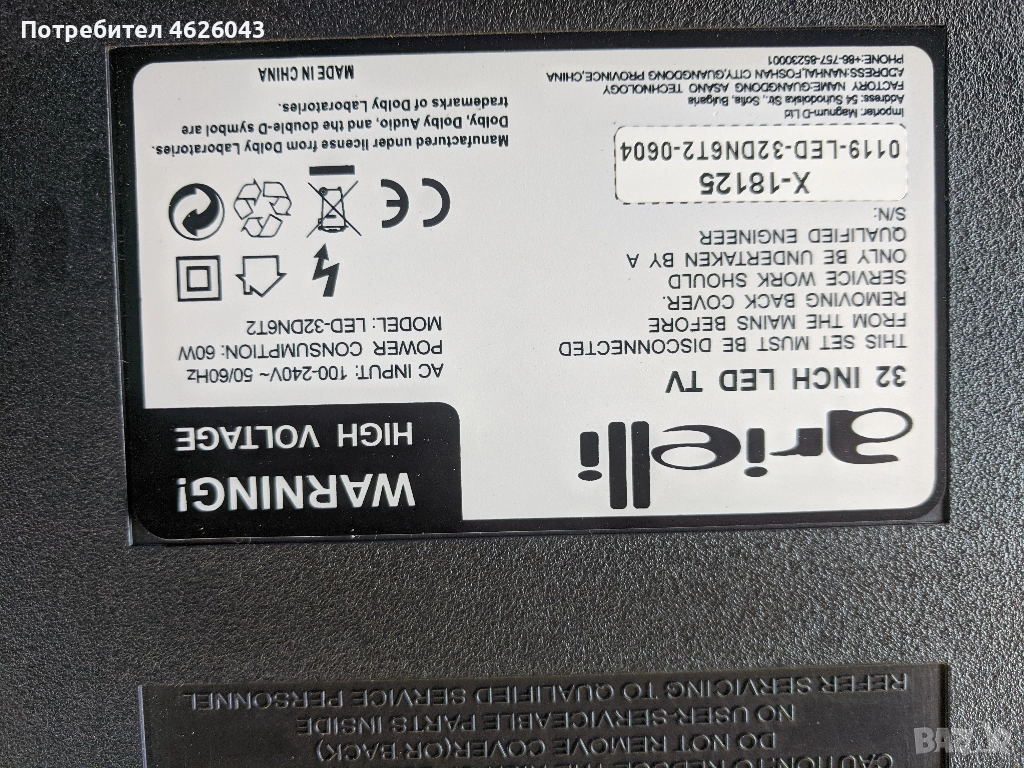 Потребител 4626043
arielli
32 INCH LED TV
THIS SET MUST BE DISCONNECTED
FROM THE MAINS BEFORE
REMOVING BACK COVER.
SERVICE WORK SHOULD
ONLY BE UNDERTAKEN BY A
QUALIFIED ENGINEER
S/N:
X-18125
0119-LED-32DN6T2-0604
Importer: Magnum-D Ltd
Address: 54 Suhodolska Str., Sofia, Bulgaria
FACTORY NAME:GUANGDONG ASANO TECHNOLOGY
ADDRESS:NANHAI,FOSHAN CITY,GUANGDONG PROVINCE,CHINA
PHONE:+86-757-85230001
WARNING!
HIGH VOLTAGE
AC INPUT: 100-240V~ 50/60Hz
POWER CONSUMPTION: 60W
MODEL: LED-32DN6T2
CE
Manufactured under license from Dolby Laboratories.
Dolby, Dolby Audio, and the double-D symbol are
trademarks of Dolby Laboratories.
MADE IN CHINA
CAUTION:TO REDUCE THE
DO NOT REMOVE COVER(OR BACK)
NO USER-SERVICEABLE PARTS INSIDE
REFER SERVICING TO QUALIFIED SERVICE PERSONNEL